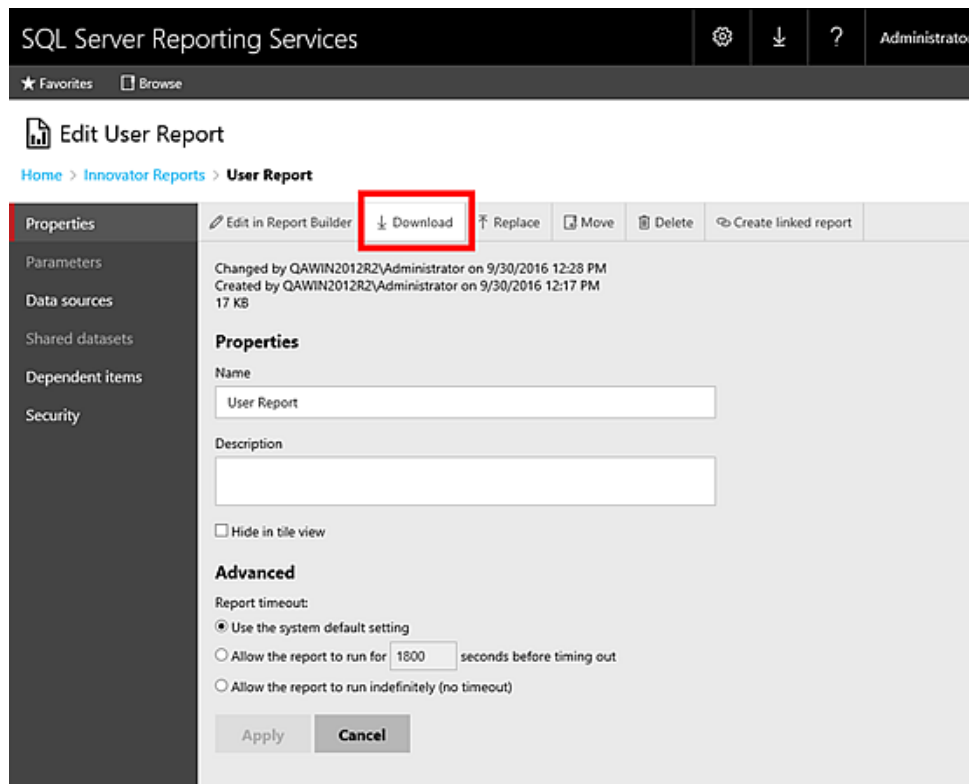 SQL Server Reporting Services
?
Favorites Browse
Edit User Report
Home > Innovator Reports > User Report
Properties
Parameters
Data sources
Shared datasets
Dependent items
Security
Edit in Report Builder Download Replace Move Delete Create linked report
Changed by QAWIN2012R2\Administrator on 9/30/2016 12:28 PM
Created by QAWIN2012R2\Administrator on 9/30/2016 12:17 PM
17 KB
Properties
Name
User Report
Description
Hide in tile view
Advanced
Report timeout:
Use the system default setting
Allow the report to run for 1800 seconds before timing out
Allow the report to run indefinitely (no timeout)
Apply Cancel